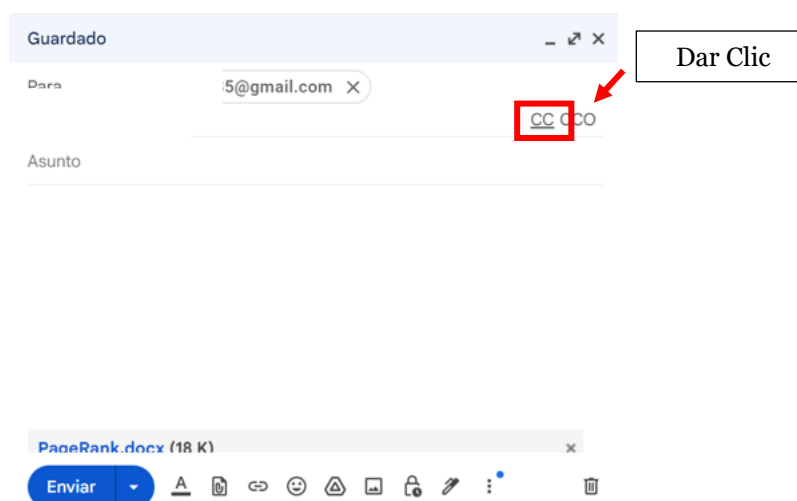 Guardado
Dar Clic
Para 5@gmail.com
CC CCO
Asunto
PageRank.docx (18 K)
Enviar